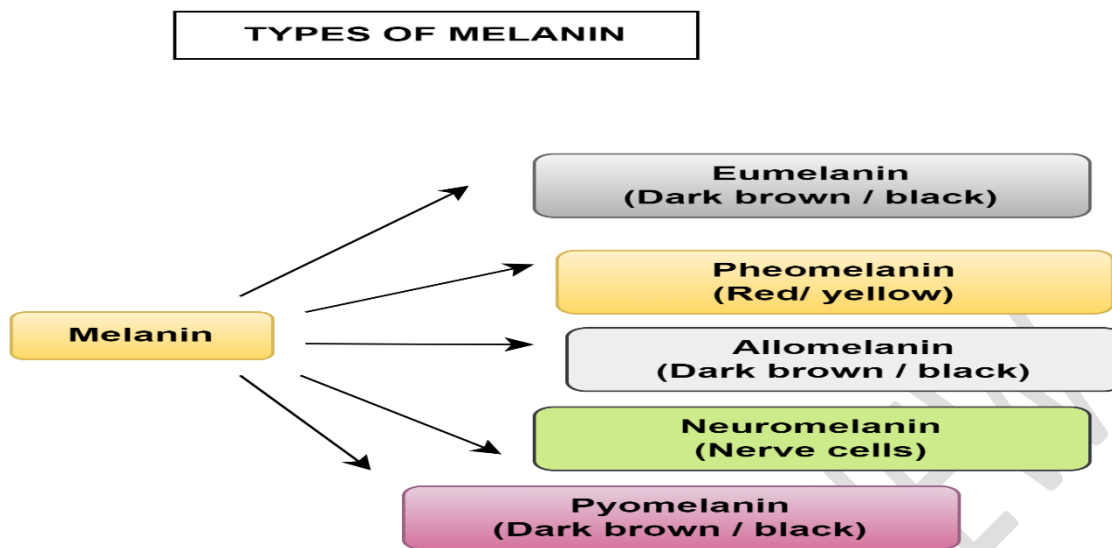 TYPES OF MELANIN
Eumelanin
(Dark brown / black)
Pheomelanin
(Red/ yellow)
Melanin
Allomelanin
(Dark brown / black)
Neuromelanin
(Nerve cells)
Pyomelanin
(Dark brown / black)